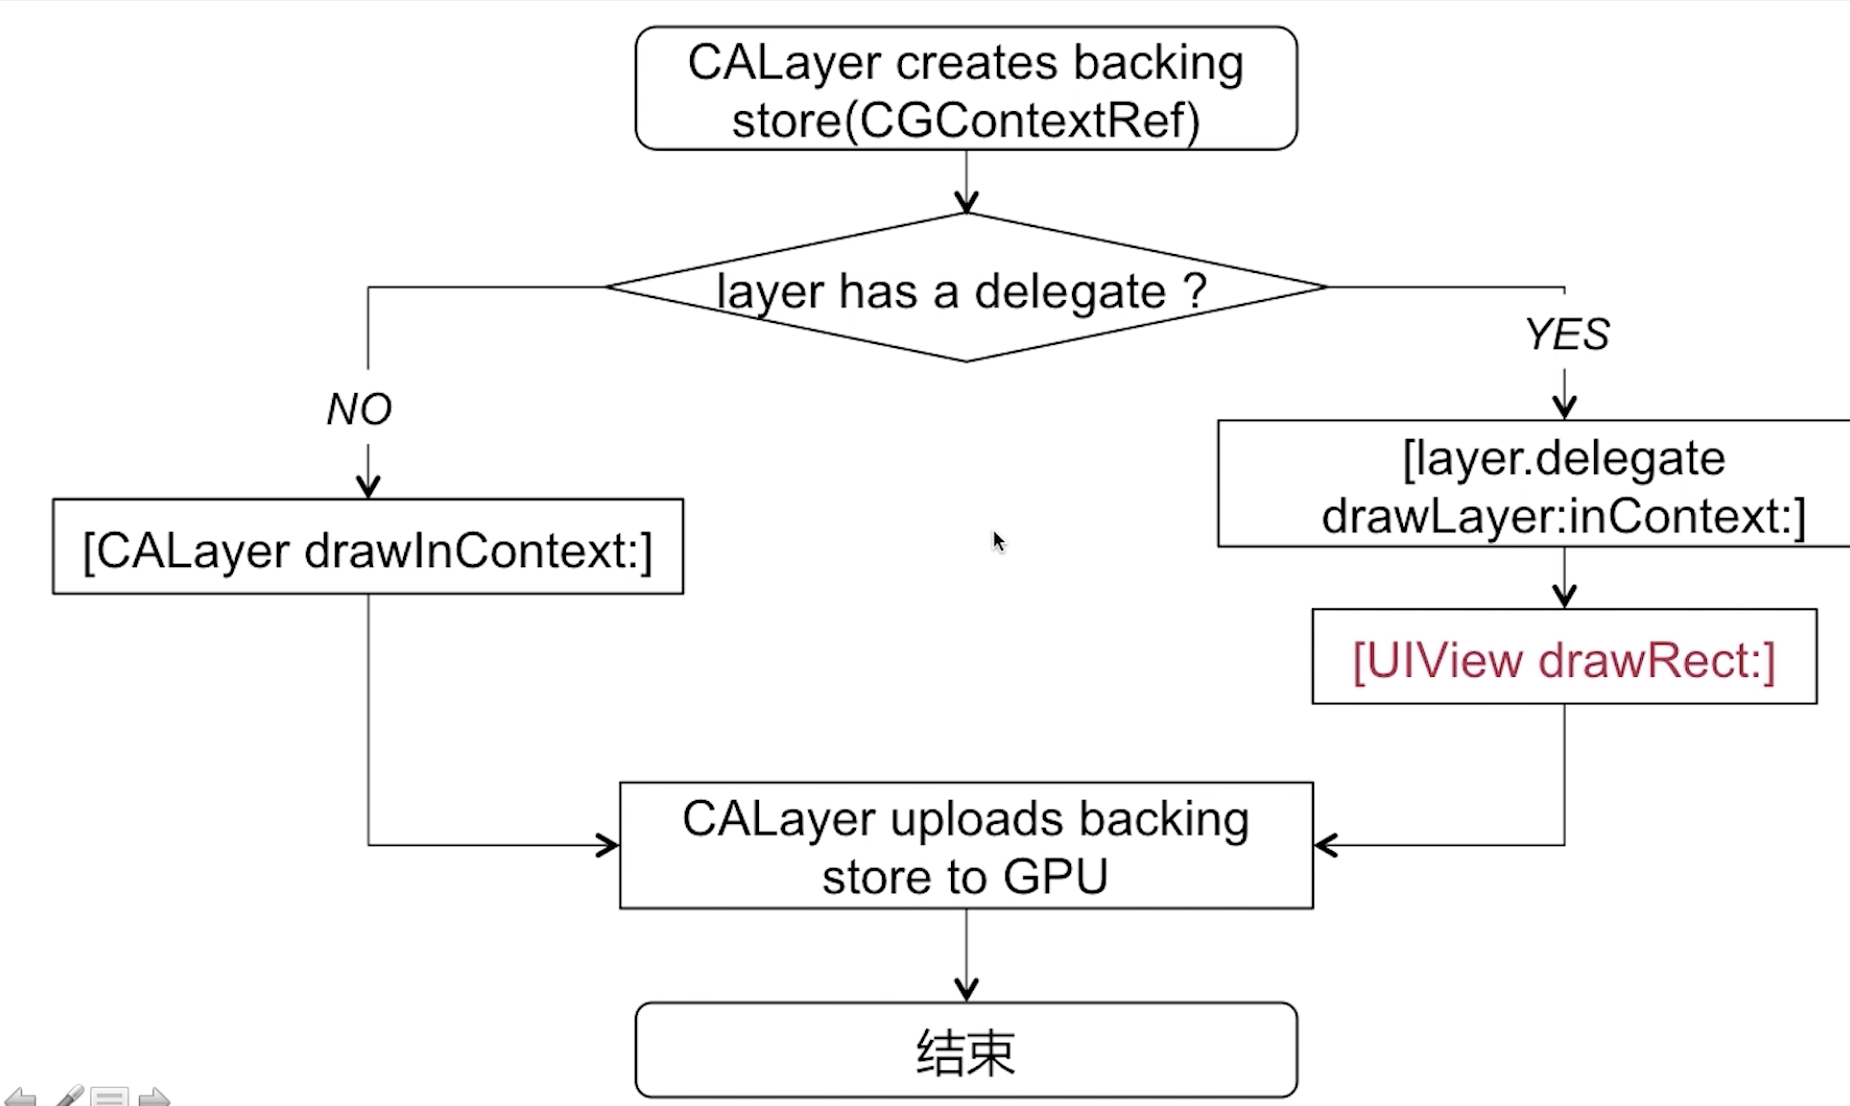 CALayer creates backing
store(CGContextRef)
layer has a delegate ?
YES
NO
[layer.delegate
drawLayer:inContext:]
[CALayer drawInContext:]
[UIView drawRect:]
CALayer uploads backing
store to GPU
结束